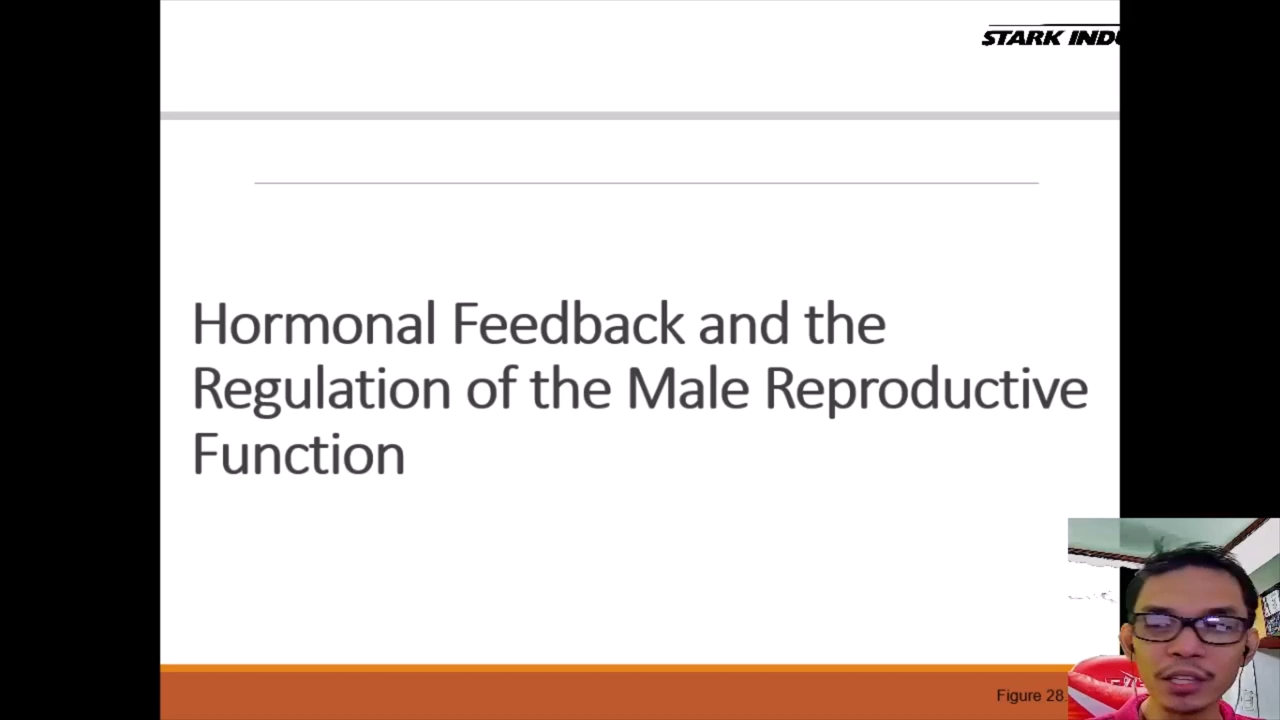 STARK INDU
Hormonal Feedback and the
Regulation of the Male Reproductive
Function
Figure 28